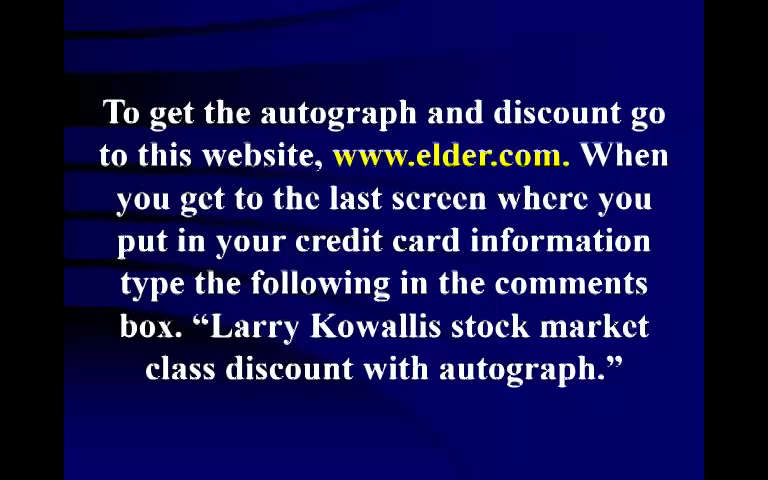 To get the autograph and discount go
to this website, www.elder.com. When
you get to the last screen where you
put in your credit card information
type the following in the comments
box. “Larry Kowallis stock market
class discount with autograph.”